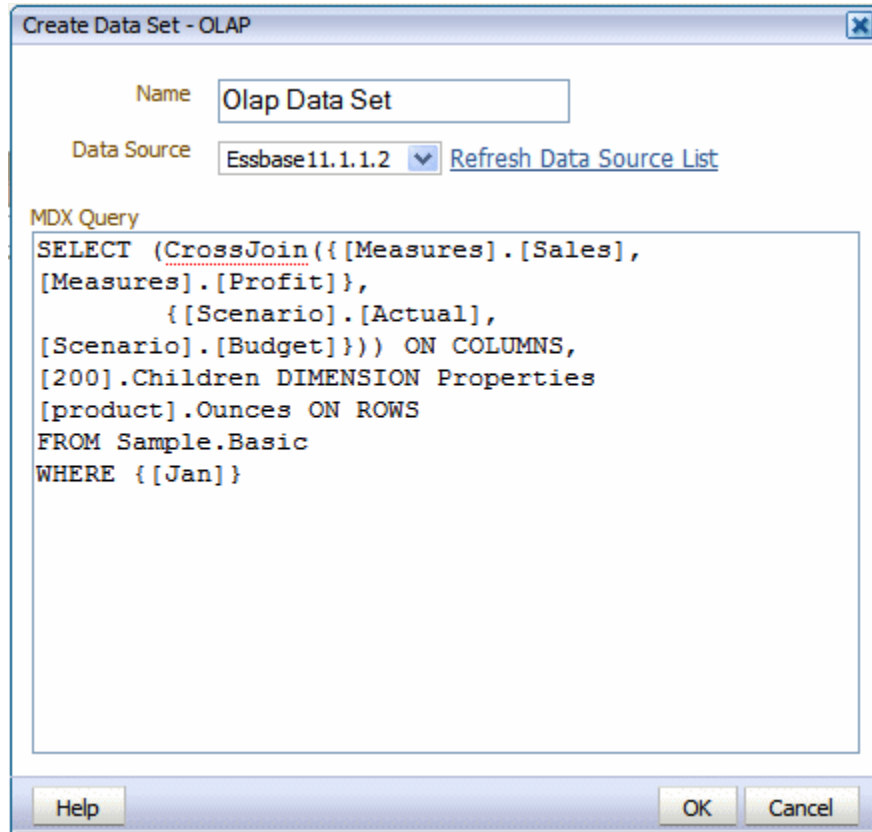 Create Data Set - OLAP
Name
Olap Data Set
Data Source
Essbase11.1.1.2
Refresh Data Source List
MDX Query
SELECT (CrossJoin({[Measures].[Sales],
[Measures].[Profit]},
{[Scenario].[Actual],
[Scenario].[Budget]})) ON COLUMNS,
[200].Children DIMENSION Properties
[product].Ounces ON ROWS
FROM Sample.Basic
WHERE {[Jan]}
Help
OK
Cancel